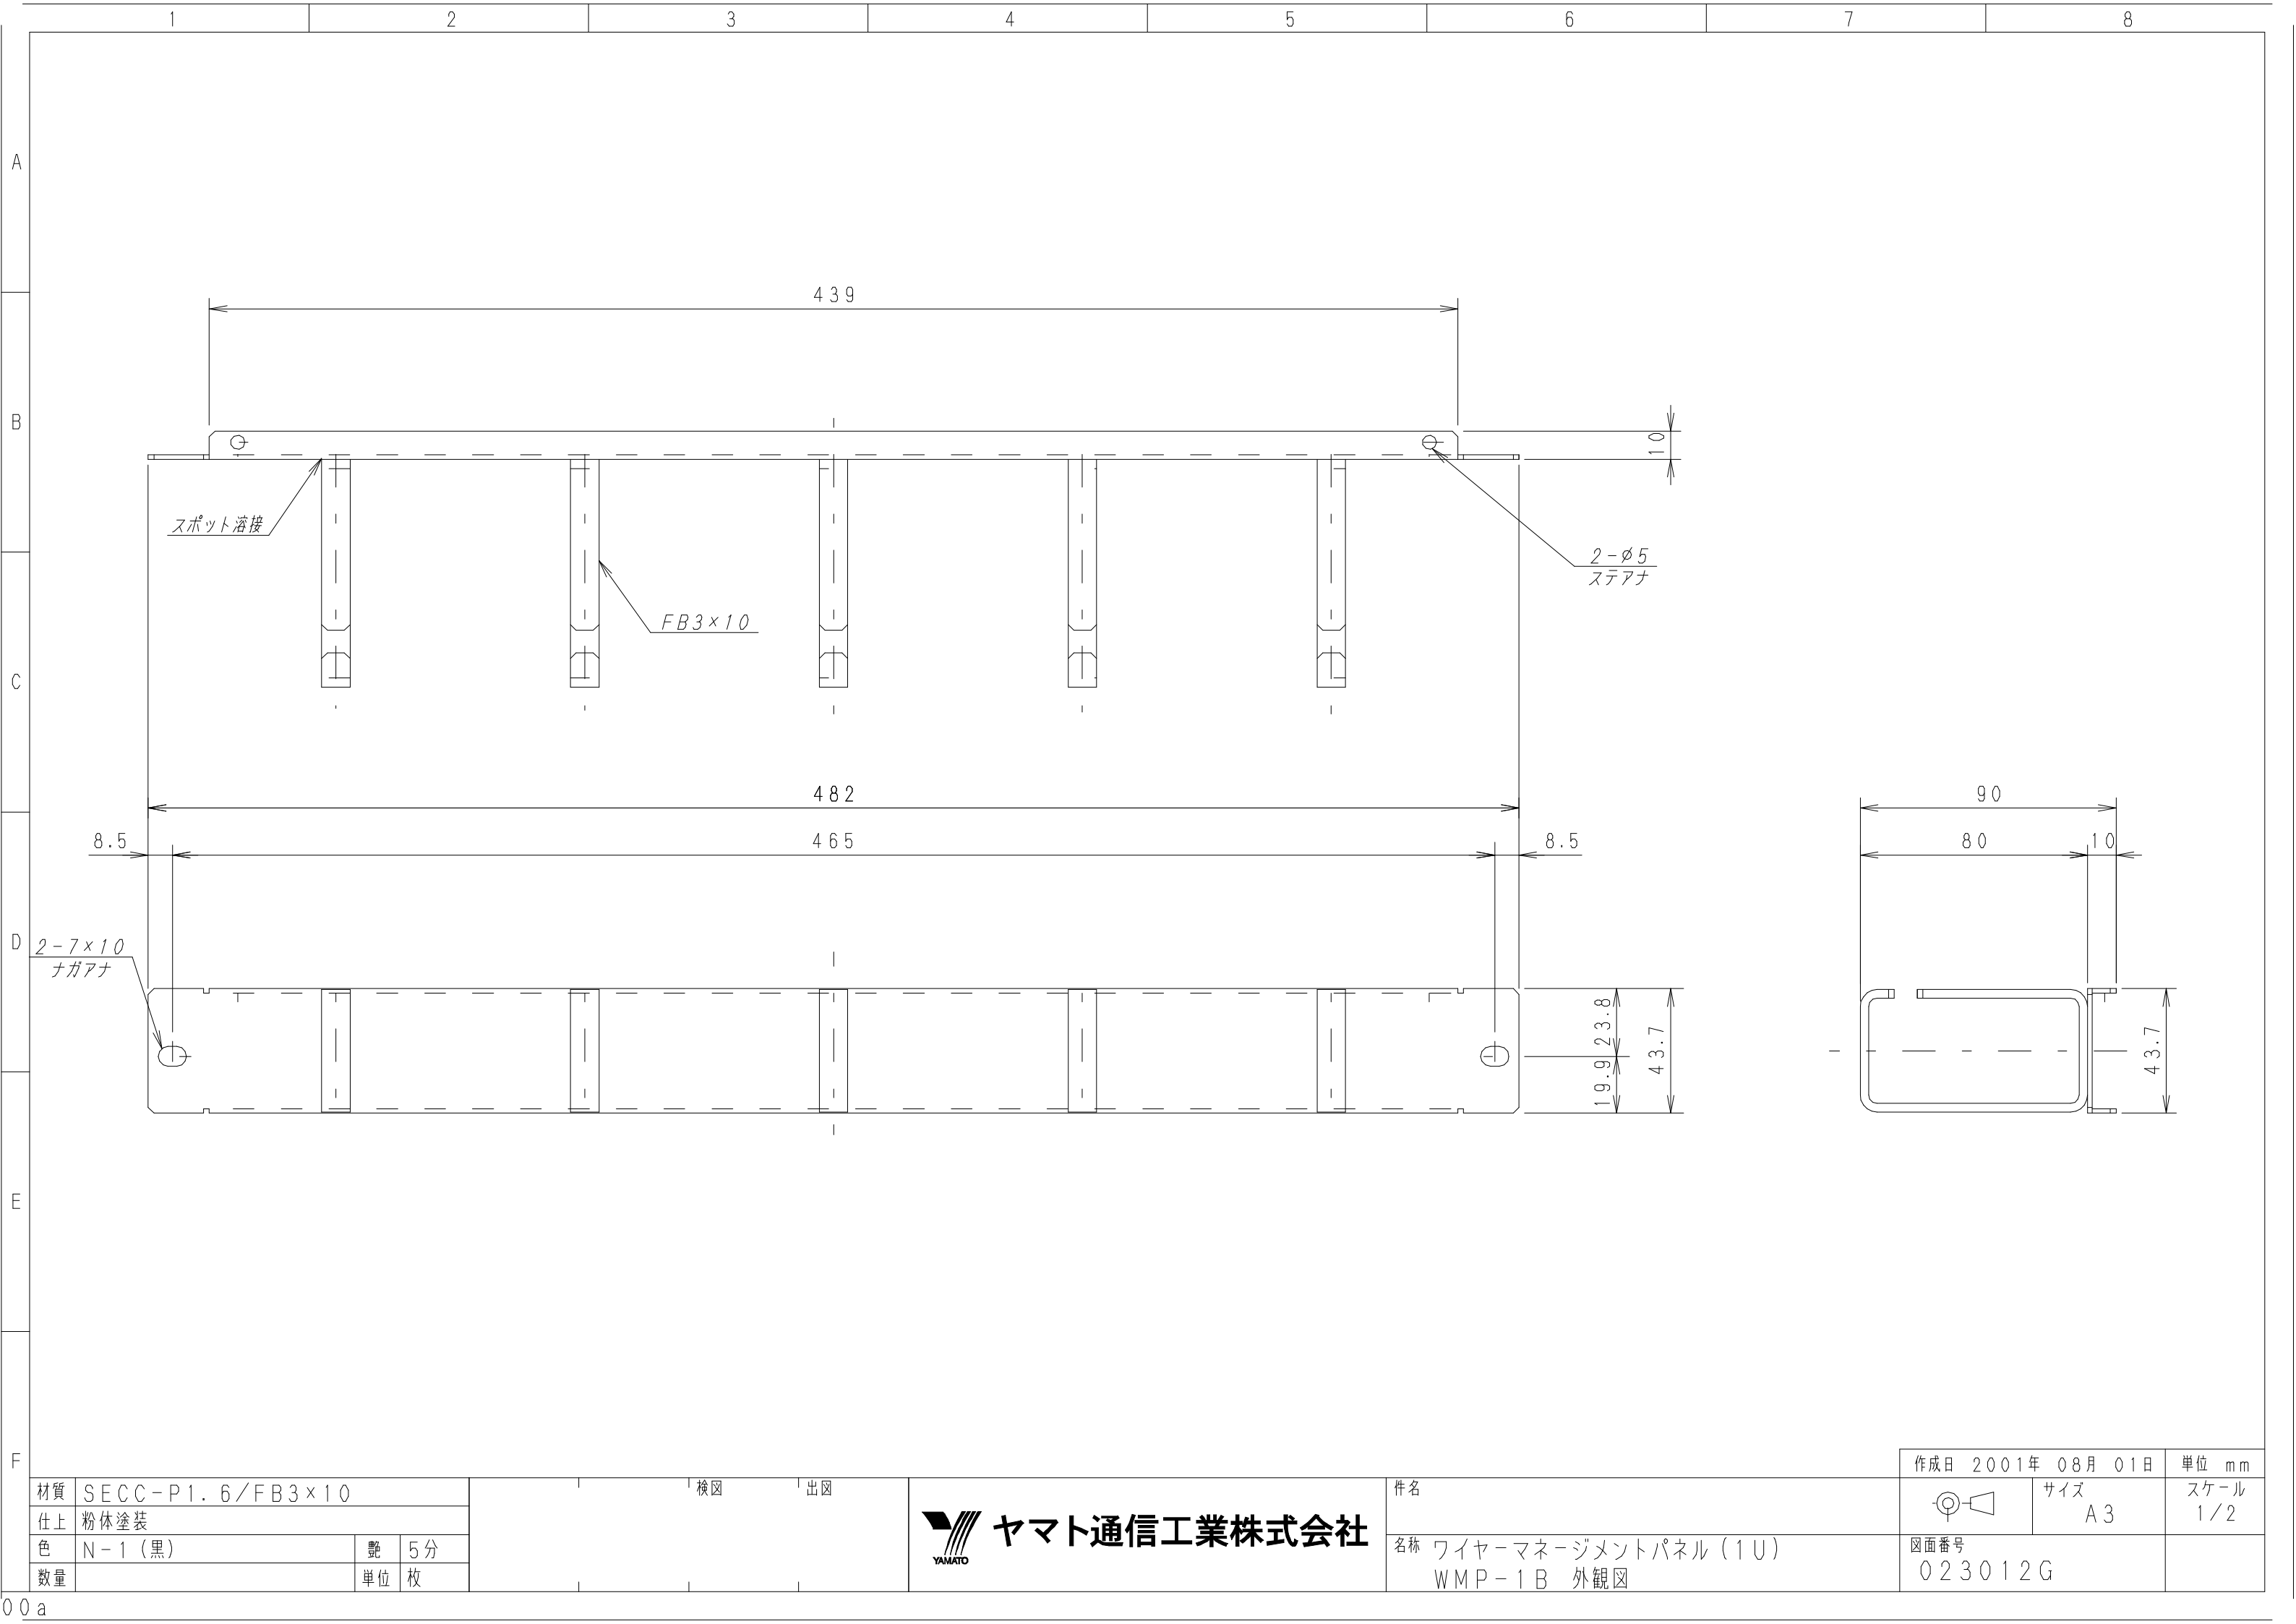 1 2 3 4 5 6 7 8
A
B
C
D
E
F
439
10
スポット溶接
2-φ5
ステアナ
FB3×10
482
8.5 465 8.5
90
80 10
2-7×10
ナガアナ
23.8
19.9
43.7
43.7
作成日 2001年 08月 01日 単位 mm
材質 SECC-P1.6/FB3×10
仕上 粉体塗装
色 N-1(黒) 艶 5分
数量 単位 枚
検図 出図
YAMATO
ヤマト通信工業株式会社
件名
名称 ワイヤーマネージメントパネル(1U)
WMP-1B 外観図
サイズ
A3
スケール
1/2
図面番号
023012G
00a